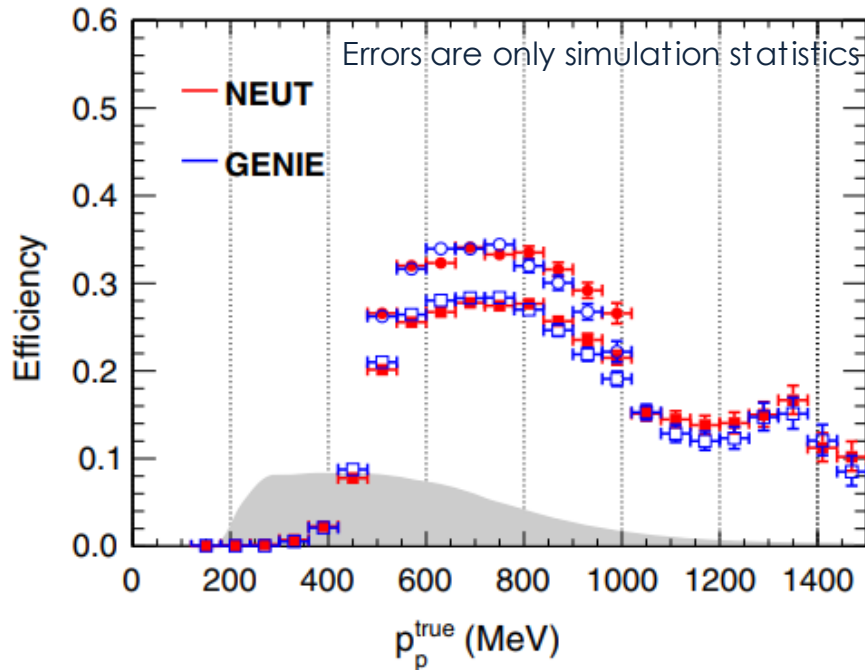 Errors are only simulation statistics
NEUT
GENIE
Efficiency
0.6
0.5
0.4
0.3
0.2
0.1
0.0
0 200 400 600 800 1000 1200 1400
p_p^true (MeV)